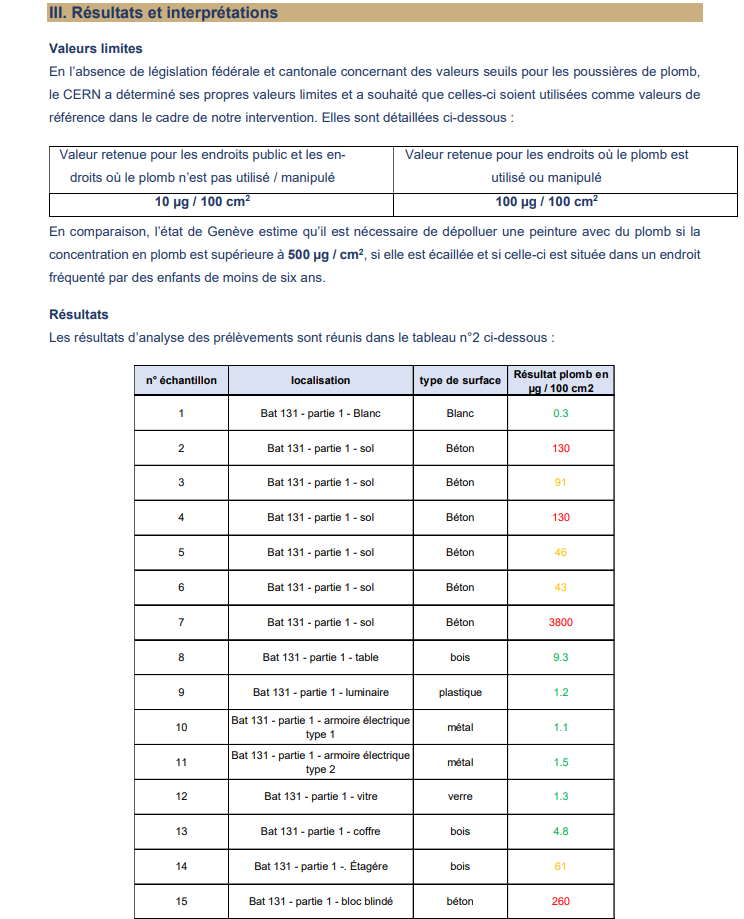 III. Résultats et interprétations
Valeurs limites
En l'absence de législation fédérale et cantonale concernant des valeurs seuils pour les poussières de plomb,
le CERN a déterminé ses propres valeurs limites et a souhaité que celles-ci soient utilisées comme valeurs de
référence dans le cadre de notre intervention. Elles sont détaillées ci-dessous :
Valeur retenue pour les endroits public et les en-
droits où le plomb n'est pas utilisé / manipulé
Valeur retenue pour les endroits où le plomb est
utilisé ou manipulé
10 µg / 100 cm²
100 µg / 100 cm²
En comparaison, l'état de Genève estime qu'il est nécessaire de dépolluer une peinture avec du plomb si la
concentration en plomb est supérieure à 500 µg / cm², si elle est écaillée et si celle-ci est située dans un endroit
fréquenté par des enfants de moins de six ans.
Résultats
Les résultats d'analyse des prélèvements sont réunis dans le tableau n°2 ci-dessous :
n° échantillon localisation type de surface Résultat plomb en µg / 100 cm2
1 Bat 131 - partie 1 - Blanc Blanc 0.3
2 Bat 131 - partie 1 - sol Béton 130
3 Bat 131 - partie 1 - sol Béton 91
4 Bat 131 - partie 1 - sol Béton 130
5 Bat 131 - partie 1 - sol Béton 46
6 Bat 131 - partie 1 - sol Béton 43
7 Bat 131 - partie 1 - sol Béton 3800
8 Bat 131 - partie 1 - table bois 9.3
9 Bat 131 - partie 1 - luminaire plastique 1.2
10 Bat 131 - partie 1 - armoire électrique type 1 métal 1.1
11 Bat 131 - partie 1 - armoire électrique type 2 métal 1.5
12 Bat 131 - partie 1 - vitre verre 1.3
13 Bat 131 - partie 1 - coffre bois 4.8
14 Bat 131 - partie 1 -. Étagére bois 61
15 Bat 131 - partie 1 - bloc blindé béton 260